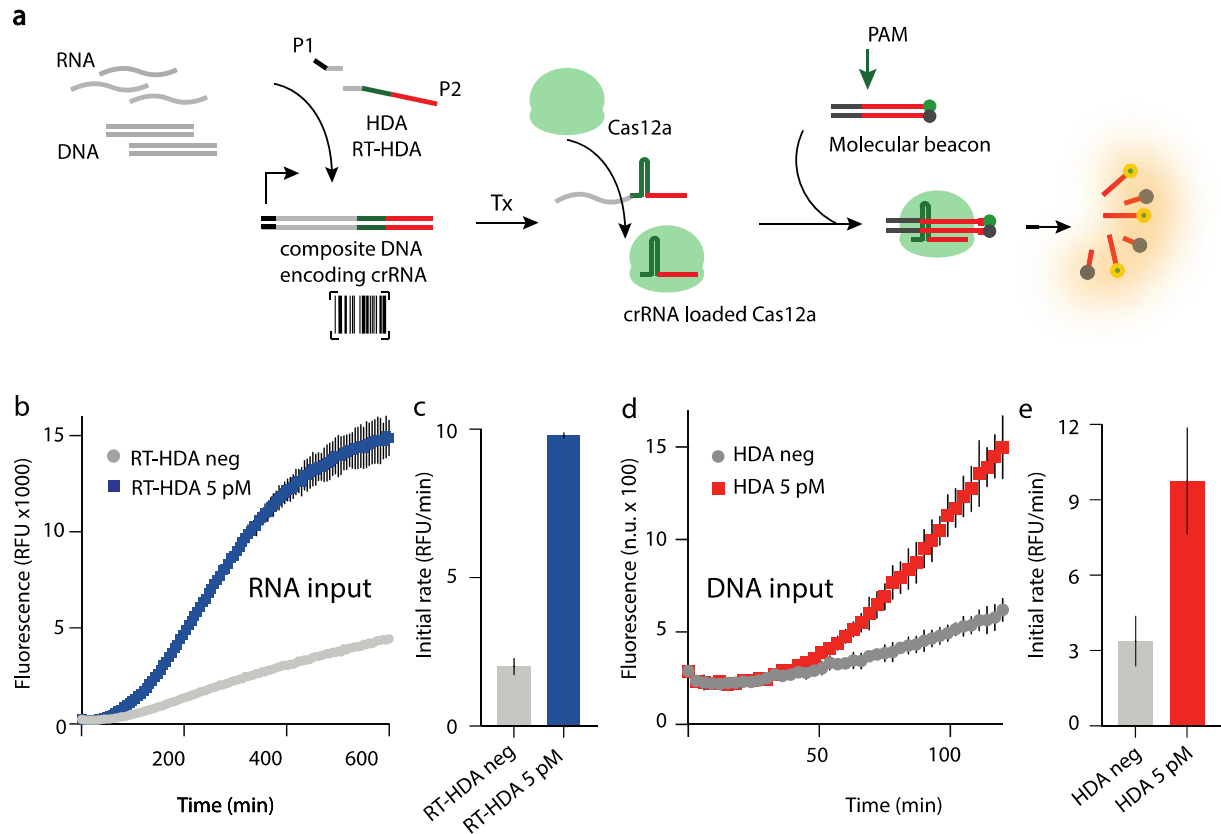 a
RNA
DNA
P1
P2
HDA
RT-HDA
composite DNA
encoding crRNA
Tx
Cas12a
crRNA loaded Cas12a
PAM
Molecular beacon
b
Fluorescence (RFU x1000)
15
10
5
0
RT-HDA neg
RT-HDA 5 pM
RNA input
200
400
600
Time (min)
c
Initial rate (RFU/min)
10
5
0
RT-HDA neg
RT-HDA 5 pM
d
Fluorescence (n.u. x 100)
15
10
5
0
HDA neg
HDA 5 pM
DNA input
50
100
Time (min)
e
Initial rate (RFU/min)
12
9
6
3
0
HDA neg
HDA 5 pM